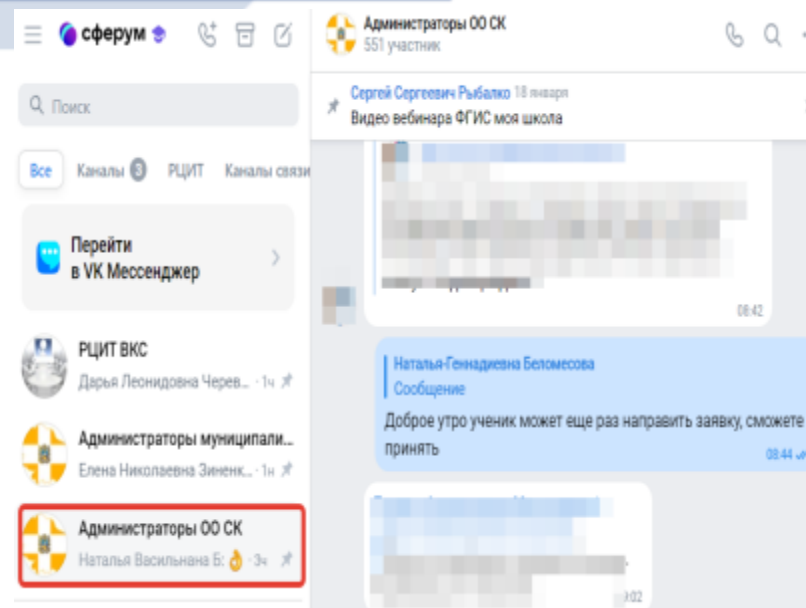 сферум
Поиск
Все Каналы 3 РЦИТ Каналы связи
Перейти
в VK Мессенджер
РЦИТ ВКС
Дарья Леонидовна Черев... · 1ч
Администраторы муниципали...
Елена Николаевна Зиненк... · 1н
Администраторы ОО СК
Наталья Васильнана Б: 👌 · 3ч
Администраторы ОО СК
551 участник
Сергей Сергеевич Рыбалко 18 января
Видео вебинара ФГИС моя школа
08:42
Наталья-Геннадиевна Беломесова
Сообщение
Доброе утро ученик может еще раз направить заявку, сможете
принять
08:44